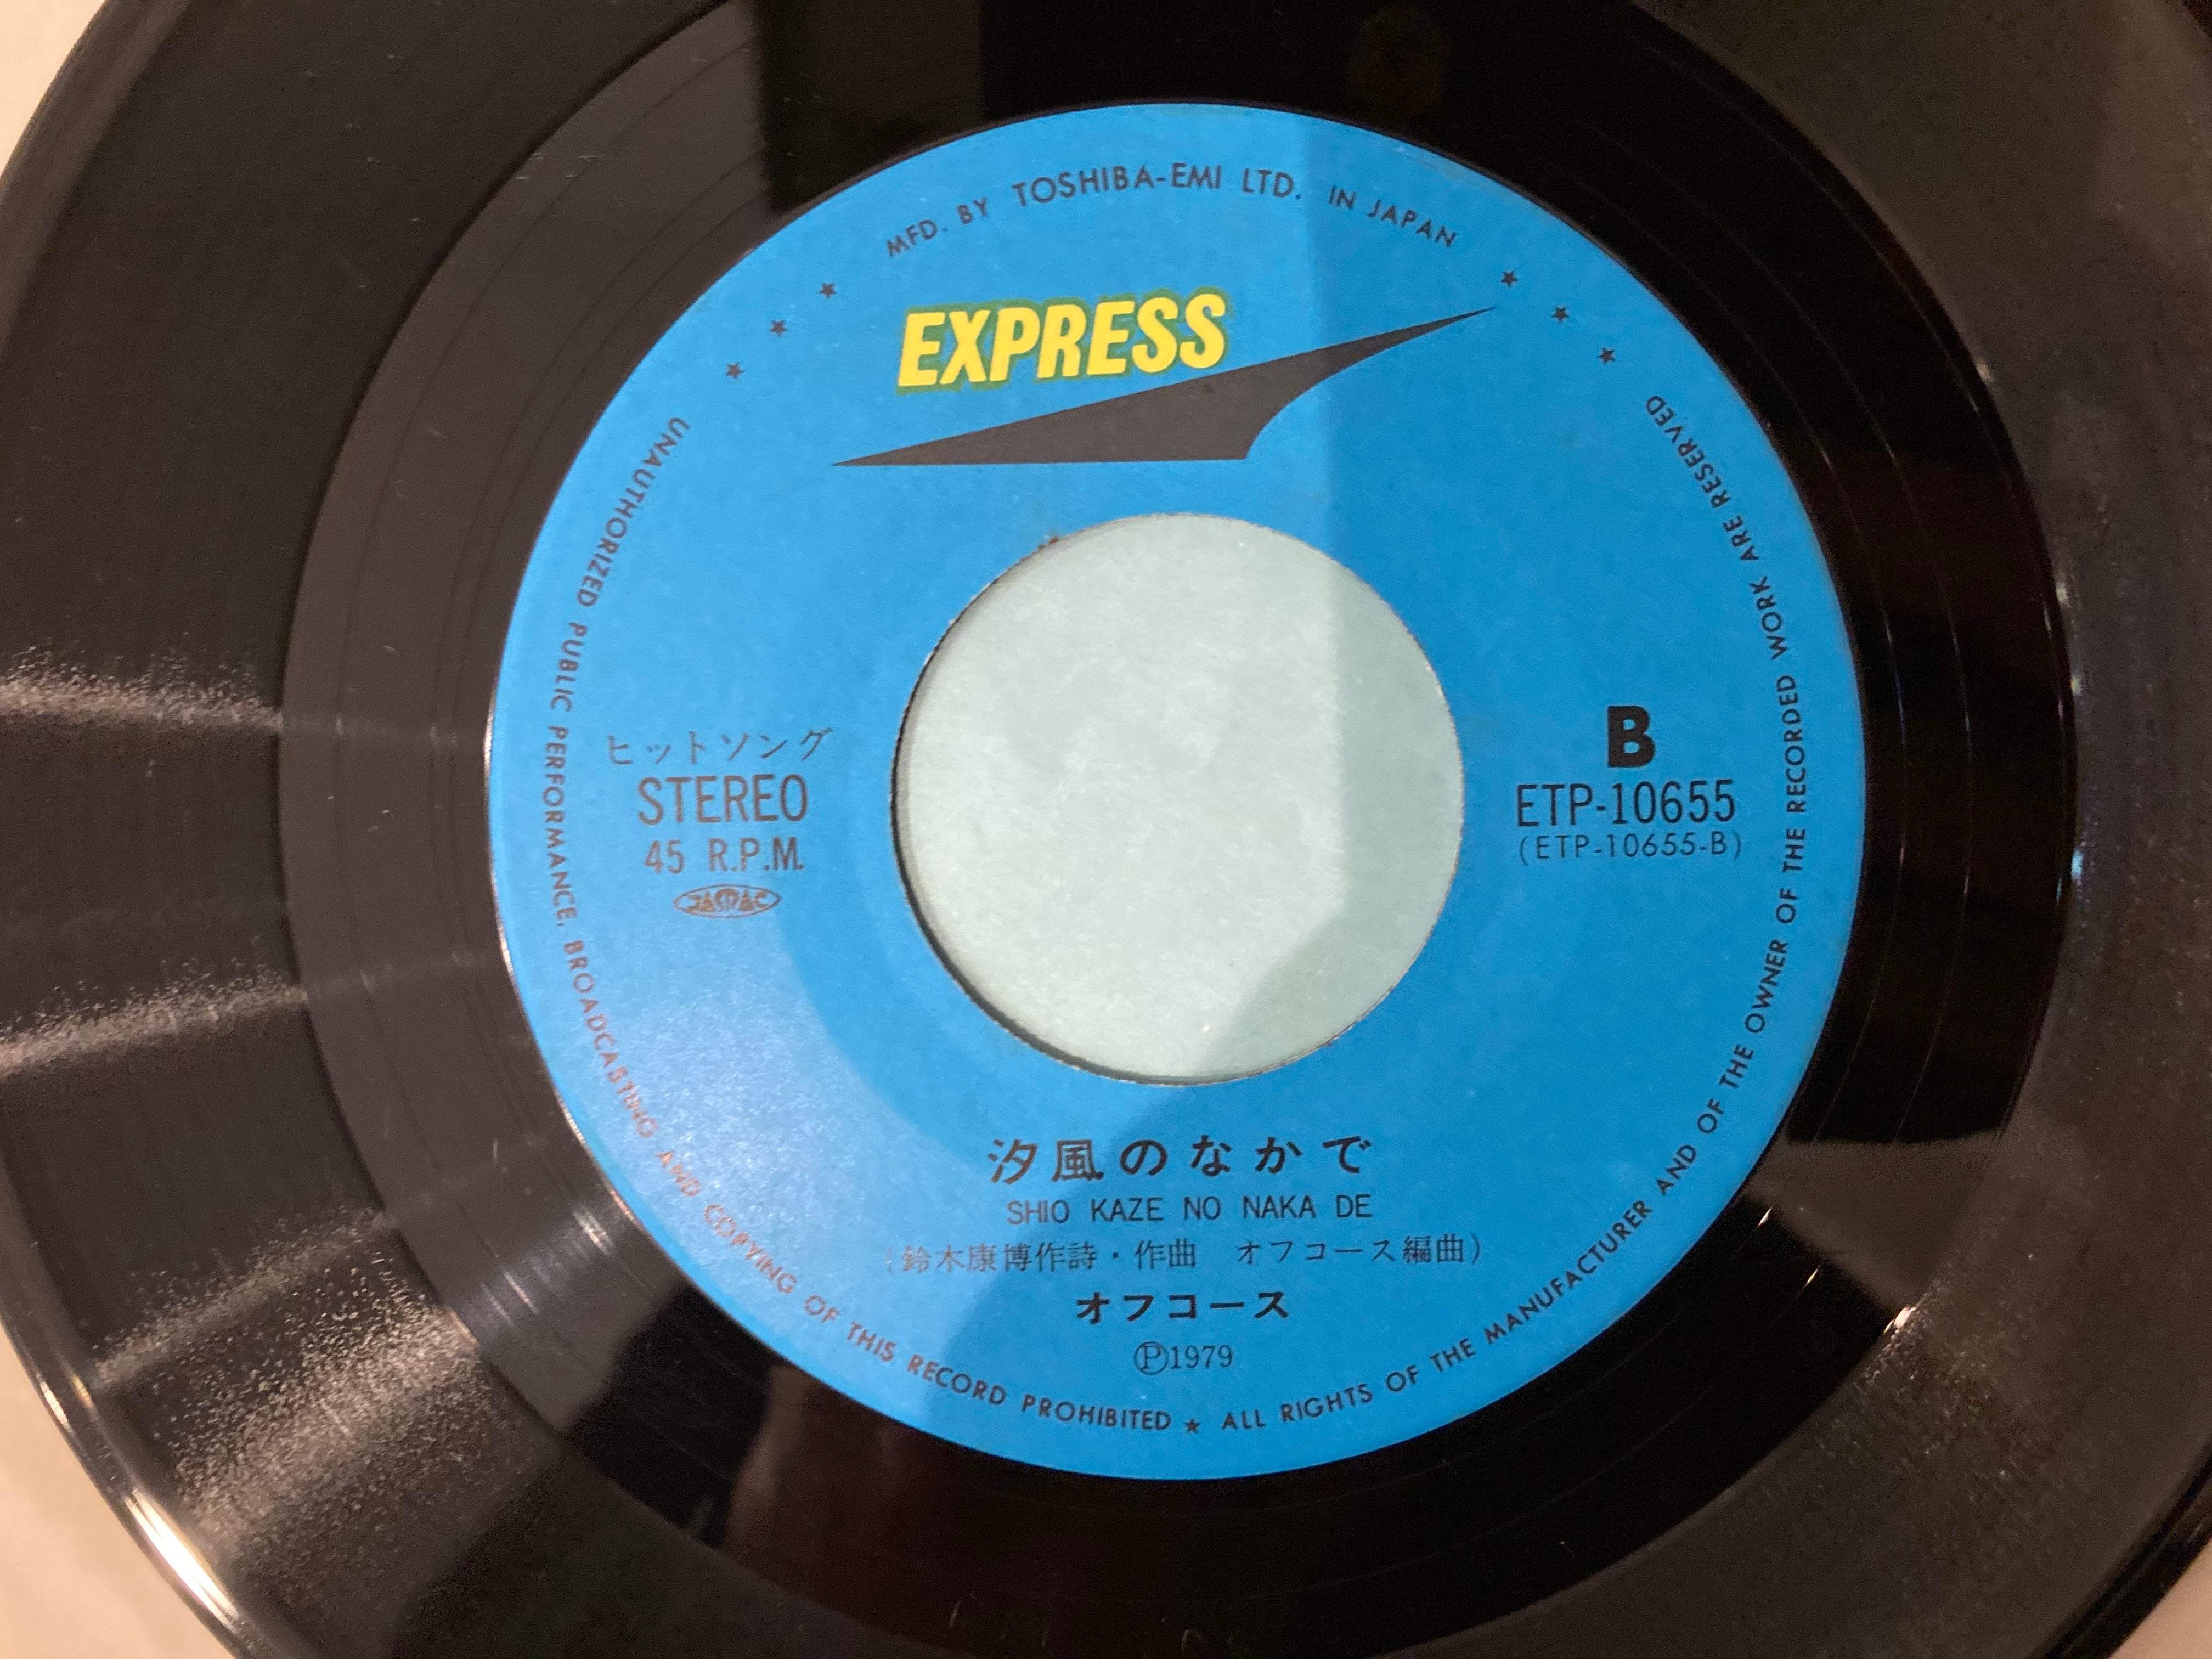 MFD. BY TOSHIBA-EMI LTD. IN JAPAN
EXPRESS
ヒットソング
STEREO
45 R.P.M.
JASRAC
B
ETP-10655
(ETP-10655-B)
汐風のなかで
SHIO KAZE NO NAKA DE
(鈴木康博作詩・作曲 オフコース編曲)
オフコース
Ⓟ1979
UNAUTHORIZED PUBLIC PERFORMANCE, BROADCASTING AND COPYING OF THIS RECORD PROHIBITED ★ ALL RIGHTS OF THE MANUFACTURER AND OF THE OWNER OF THE RECORDED WORK ARE RESERVED